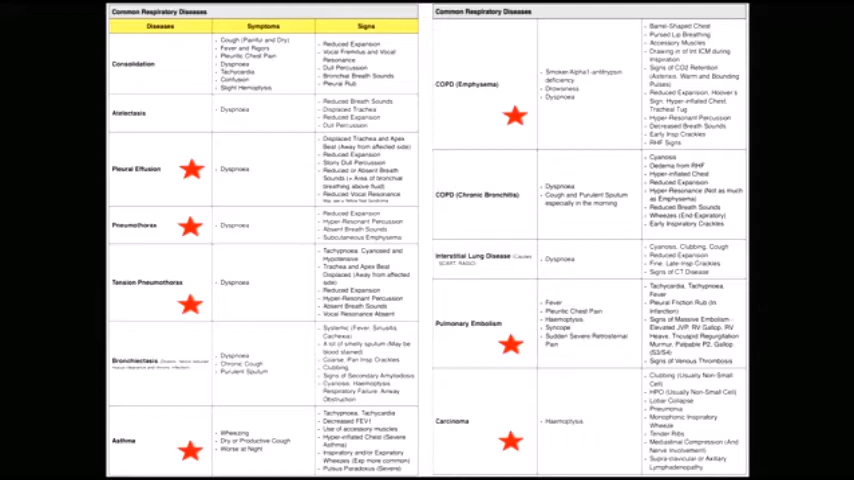 Common Respiratory Diseases
Diseases
Symptoms
Signs
Consolidation
- Cough (Painful and Dry)
- Fever and Rigors
- Pleuritic Chest Pain
- Dyspnoea
- Tachycardia
- Confusion
- Slight Hemoptysis
- Reduced Expansion
- Vocal Fremitus and Vocal
Resonance
- Dull Percussion
- Bronchial Breath Sounds
- Pleural Rub
Atelectasis
- Dyspnoea
- Reduced Breath Sounds
- Displaced Trachea
- Reduced Expansion
- Dull Percussion
Pleural Effusion
- Dyspnoea
- Displaced Trachea and Apex
Beat (Away from affected side)
- Reduced Expansion
- Stony Dull Percussion
- Reduced or Absent Breath
Sounds (+ Area of bronchial
breathing above fluid)
- Reduced Vocal Resonance
Pneumothorax
- Dyspnoea
- Reduced Expansion
- Hyper-Resonant Percussion
- Absent Breath Sounds
- Subcutaneous Emphysema
Tension Pneumothorax
- Dyspnoea
- Tachypnoea, Cyanosed and
Hypotensive
- Trachea and Apex Beat
Displaced (Away from affected
side)
- Reduced Expansion
- Hyper-Resonant Percussion
- Absent Breath Sounds
- Vocal Resonance Absent
Bronchiectasis
- Dyspnoea
- Chronic Cough
- Purulent Sputum
- Systemic (Fever, Sinusitis,
Cachexia)
- A lot of smelly sputum (May be
blood stained)
- Coarse, Pan Insp Crackles
- Clubbing
- Signs of Secondary Amyloidosis
- Cyanosis, Haemoptysis
Respiratory Failure, Airway
Obstruction
Asthma
- Wheezing
- Dry or Productive Cough
- Worse at Night
- Tachypnoea, Tachycardia
- Decreased FEV1
- Use of accessory muscles
- Hyper-inflated Chest (Severe
Asthma)
- Inspiratory and/or Expiratory
Wheezes (Exp more common)
- Pulsus Paradoxus (Severe)
Common Respiratory Diseases
COPD (Emphysema)
- Smoker/Alpha1-antitrypsin
deficiency
- Drowsiness
- Dyspnoea
- Barrel-Shaped Chest
- Pursed Lip Breathing
- Accessory Muscles
- Drawing in of Int ICM during
Inspiration
- Signs of CO2 Retention
(Asterixis, Warm and Bounding
Pulses)
- Reduced Expansion, Hoover's
Sign, Hyper-inflated Chest,
Tracheal Tug
- Hyper-Resonant Percussion
- Decreased Breath Sounds
- Early Insp Crackles
- RHF Signs
COPD (Chronic Bronchitis)
- Dyspnoea
- Cough and Purulent Sputum
especially in the morning
- Cyanosis
- Oedema from RHF
- Hyper-inflated Chest
- Reduced Expansion
- Hyper-Resonance (Not as much
as Emphysema)
- Reduced Breath Sounds
- Wheezes (End-Expiratory)
- Early Inspiratory Crackles
Interstitial Lung Disease (Causes
- Dyspnoea
- Cyanosis, Clubbing, Cough
- Reduced Expansion
- Fine, Late-Insp Crackles
- Signs of CT Disease
Pulmonary Embolism
- Fever
- Pleuritic Chest Pain
- Haemoptysis
- Syncope
- Sudden Severe Retrosternal
Pain
- Tachycardia, Tachypnoea,
Fever
- Pleural Friction Rub (In
Infarction)
- Signs of Massive Embolism -
Elevated JVP, RV Gallop, RV
Heave, Tricuspid Regurgitation
Murmur, Palpable P2, Gallop
(S3/S4)
- Signs of Venous Thrombosis
Carcinoma
- Haemoptysis
- Clubbing (Usually Non-Small
Cell)
- HPO (Usually Non-Small Cell)
- Lobar Collapse
- Pneumonia
- Monophonic Inspiratory
Wheeze
- Tender Ribs
- Mediastinal Compression (And
Nerve Involvement)
- Supra-clavicular or Axillary
Lymphadenopathy